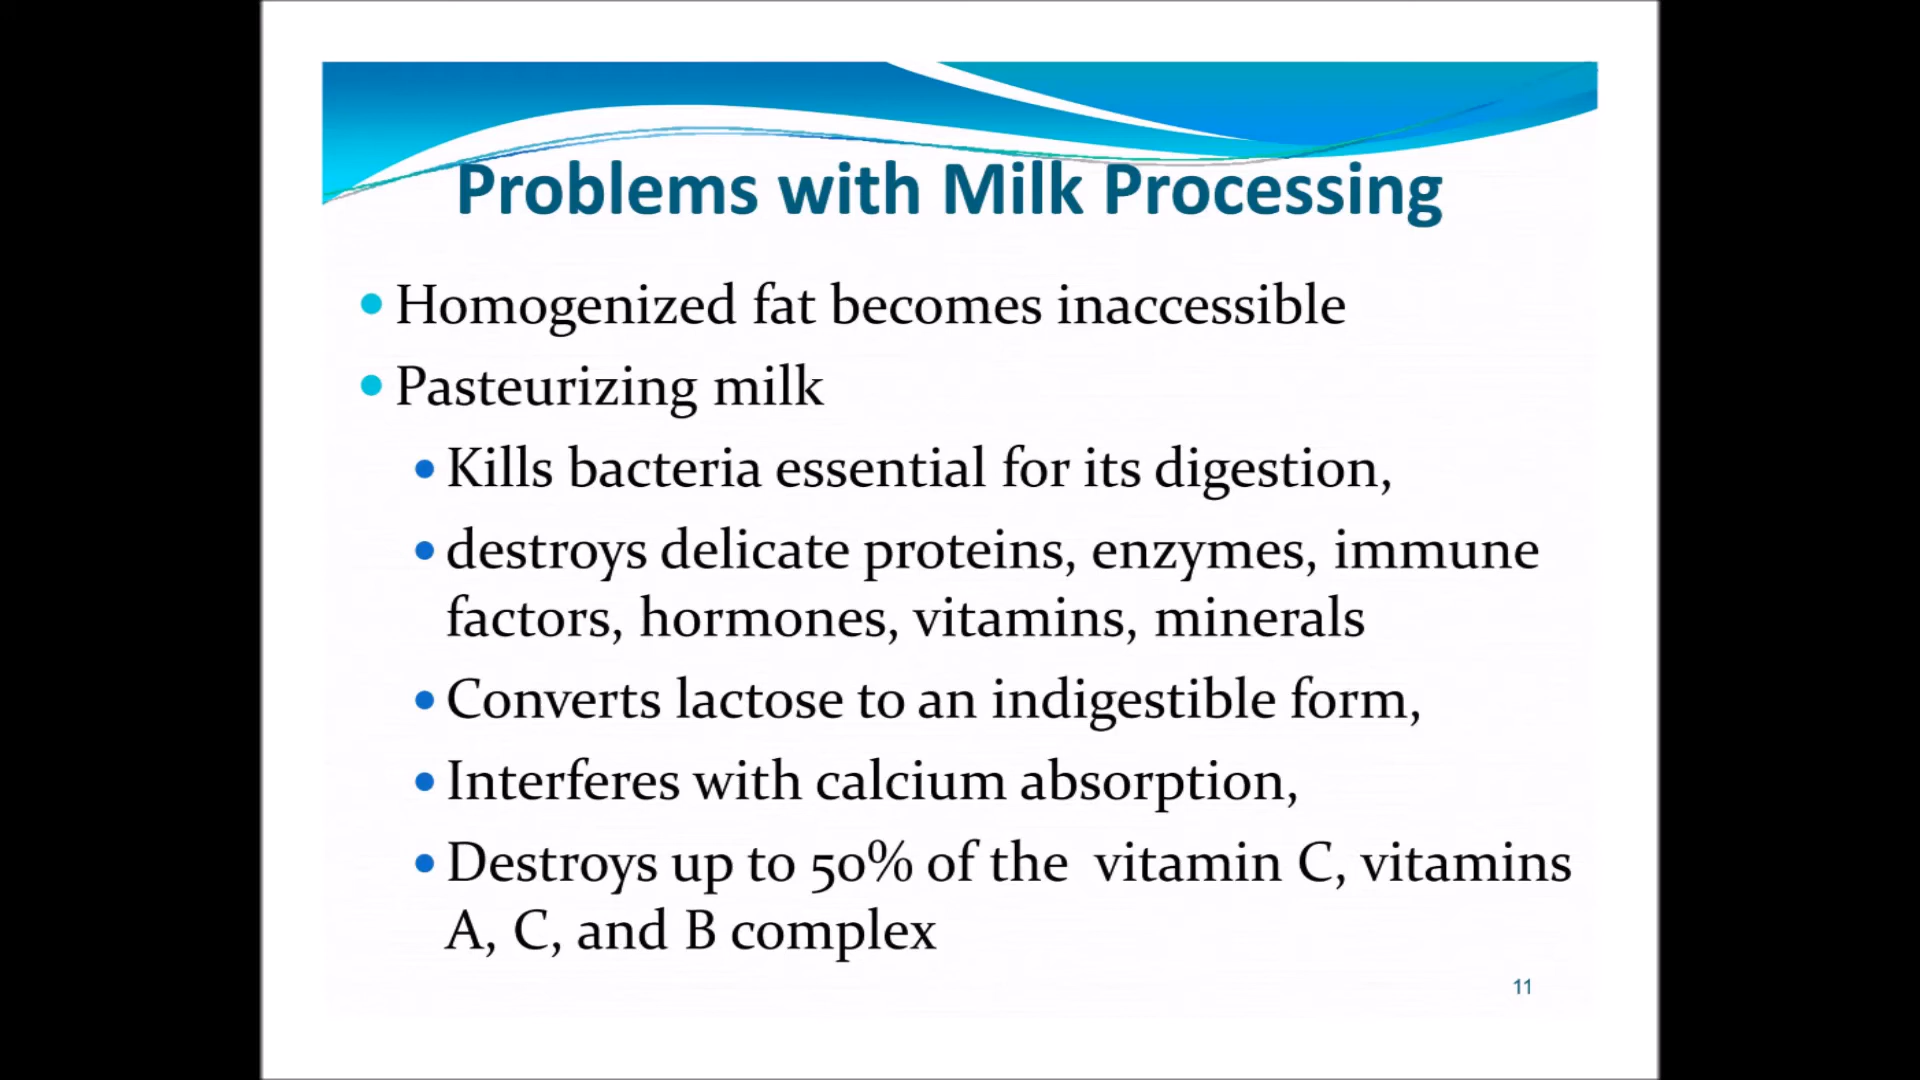 Problems with Milk Processing
Homogenized fat becomes inaccessible
Pasteurizing milk
Kills bacteria essential for its digestion,
destroys delicate proteins, enzymes, immune
factors, hormones, vitamins, minerals
Converts lactose to an indigestible form,
Interferes with calcium absorption,
Destroys up to 50% of the vitamin C, vitamins
A, C, and B complex
11